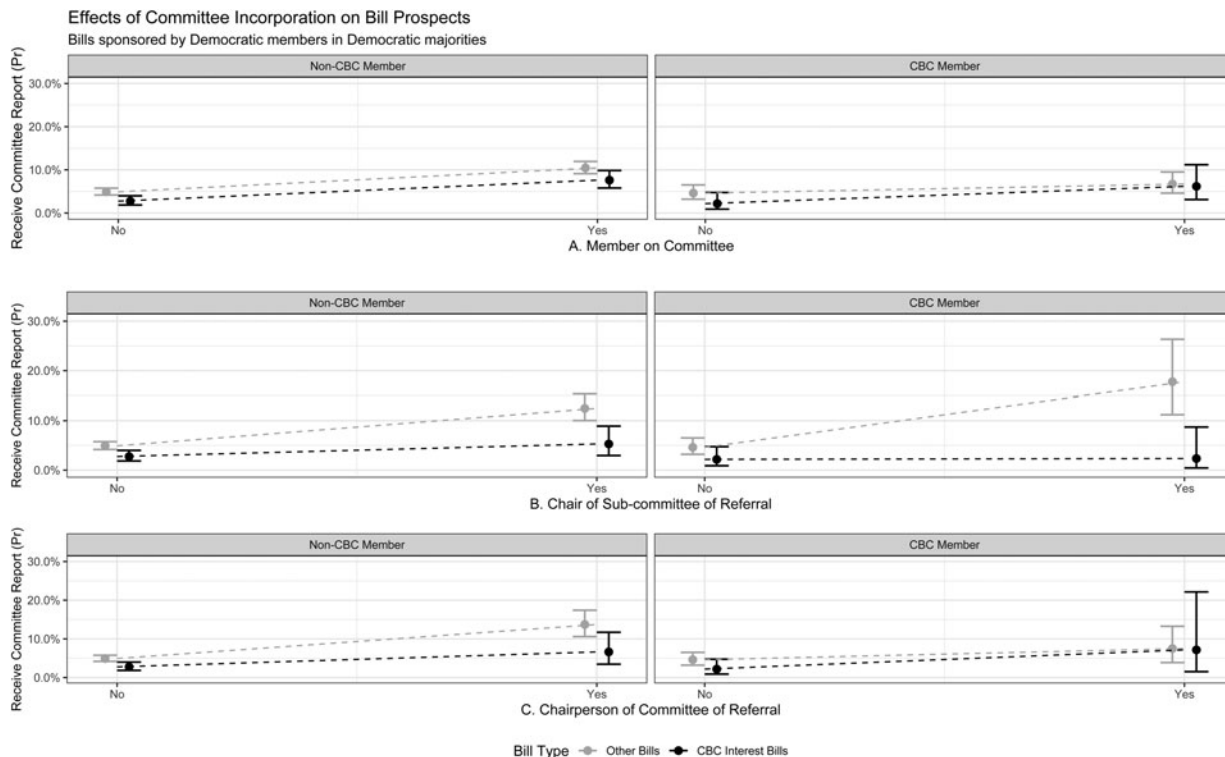 Effects of Committee Incorporation on Bill Prospects
Bills sponsored by Democratic members in Democratic majorities
Non-CBC Member
CBC Member
Receive Committee Report (Pr)
30.0%
20.0%
10.0%
0.0%
No
Yes
No
Yes
A. Member on Committee
Non-CBC Member
CBC Member
Receive Committee Report (Pr)
30.0%
20.0%
10.0%
0.0%
No
Yes
No
Yes
B. Chair of Sub-committee of Referral
Non-CBC Member
CBC Member
Receive Committee Report (Pr)
30.0%
20.0%
10.0%
0.0%
No
Yes
No
Yes
C. Chairperson of Committee of Referral
Bill Type Other Bills CBC Interest Bills